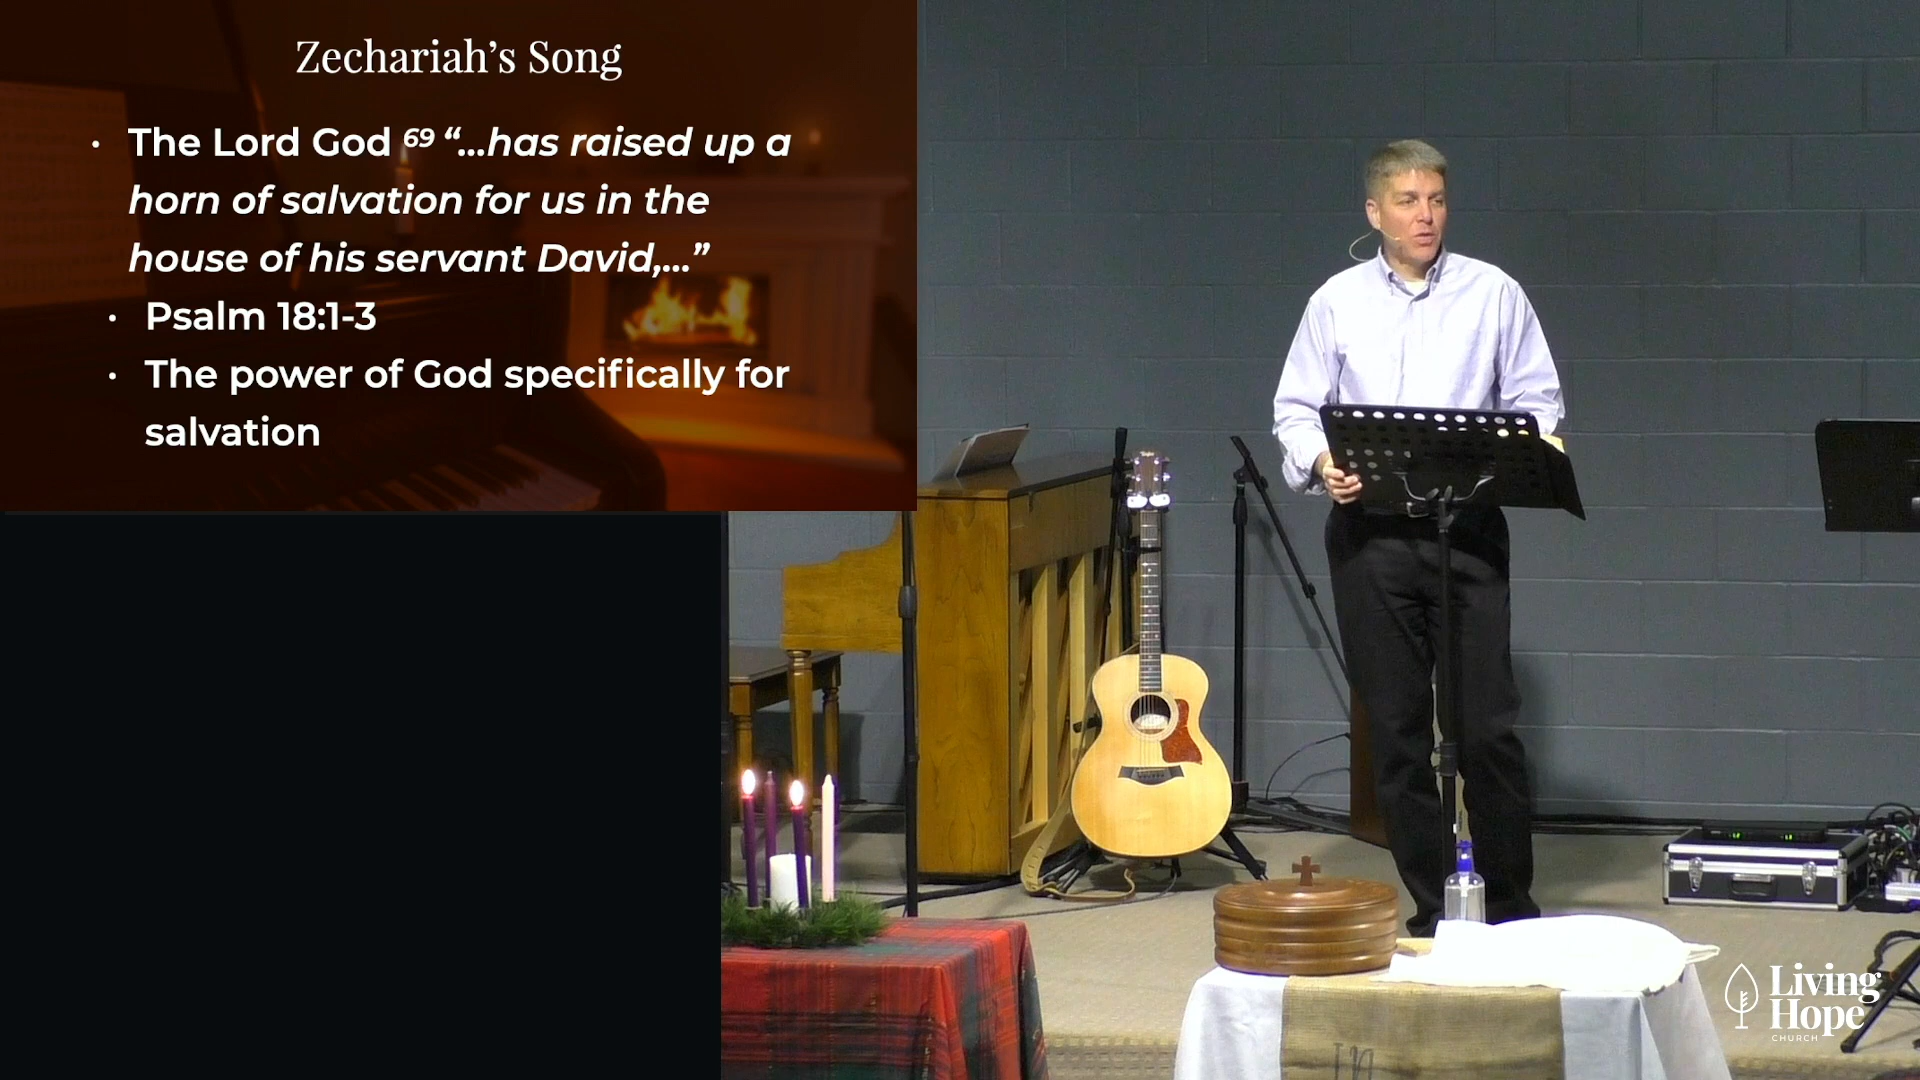 Zechariah’s Song
• The Lord God ⁶⁹ “...has raised up a
horn of salvation for us in the
house of his servant David,...”
• Psalm 18:1-3
• The power of God specifically for
salvation
Living
Hope
CHURCH